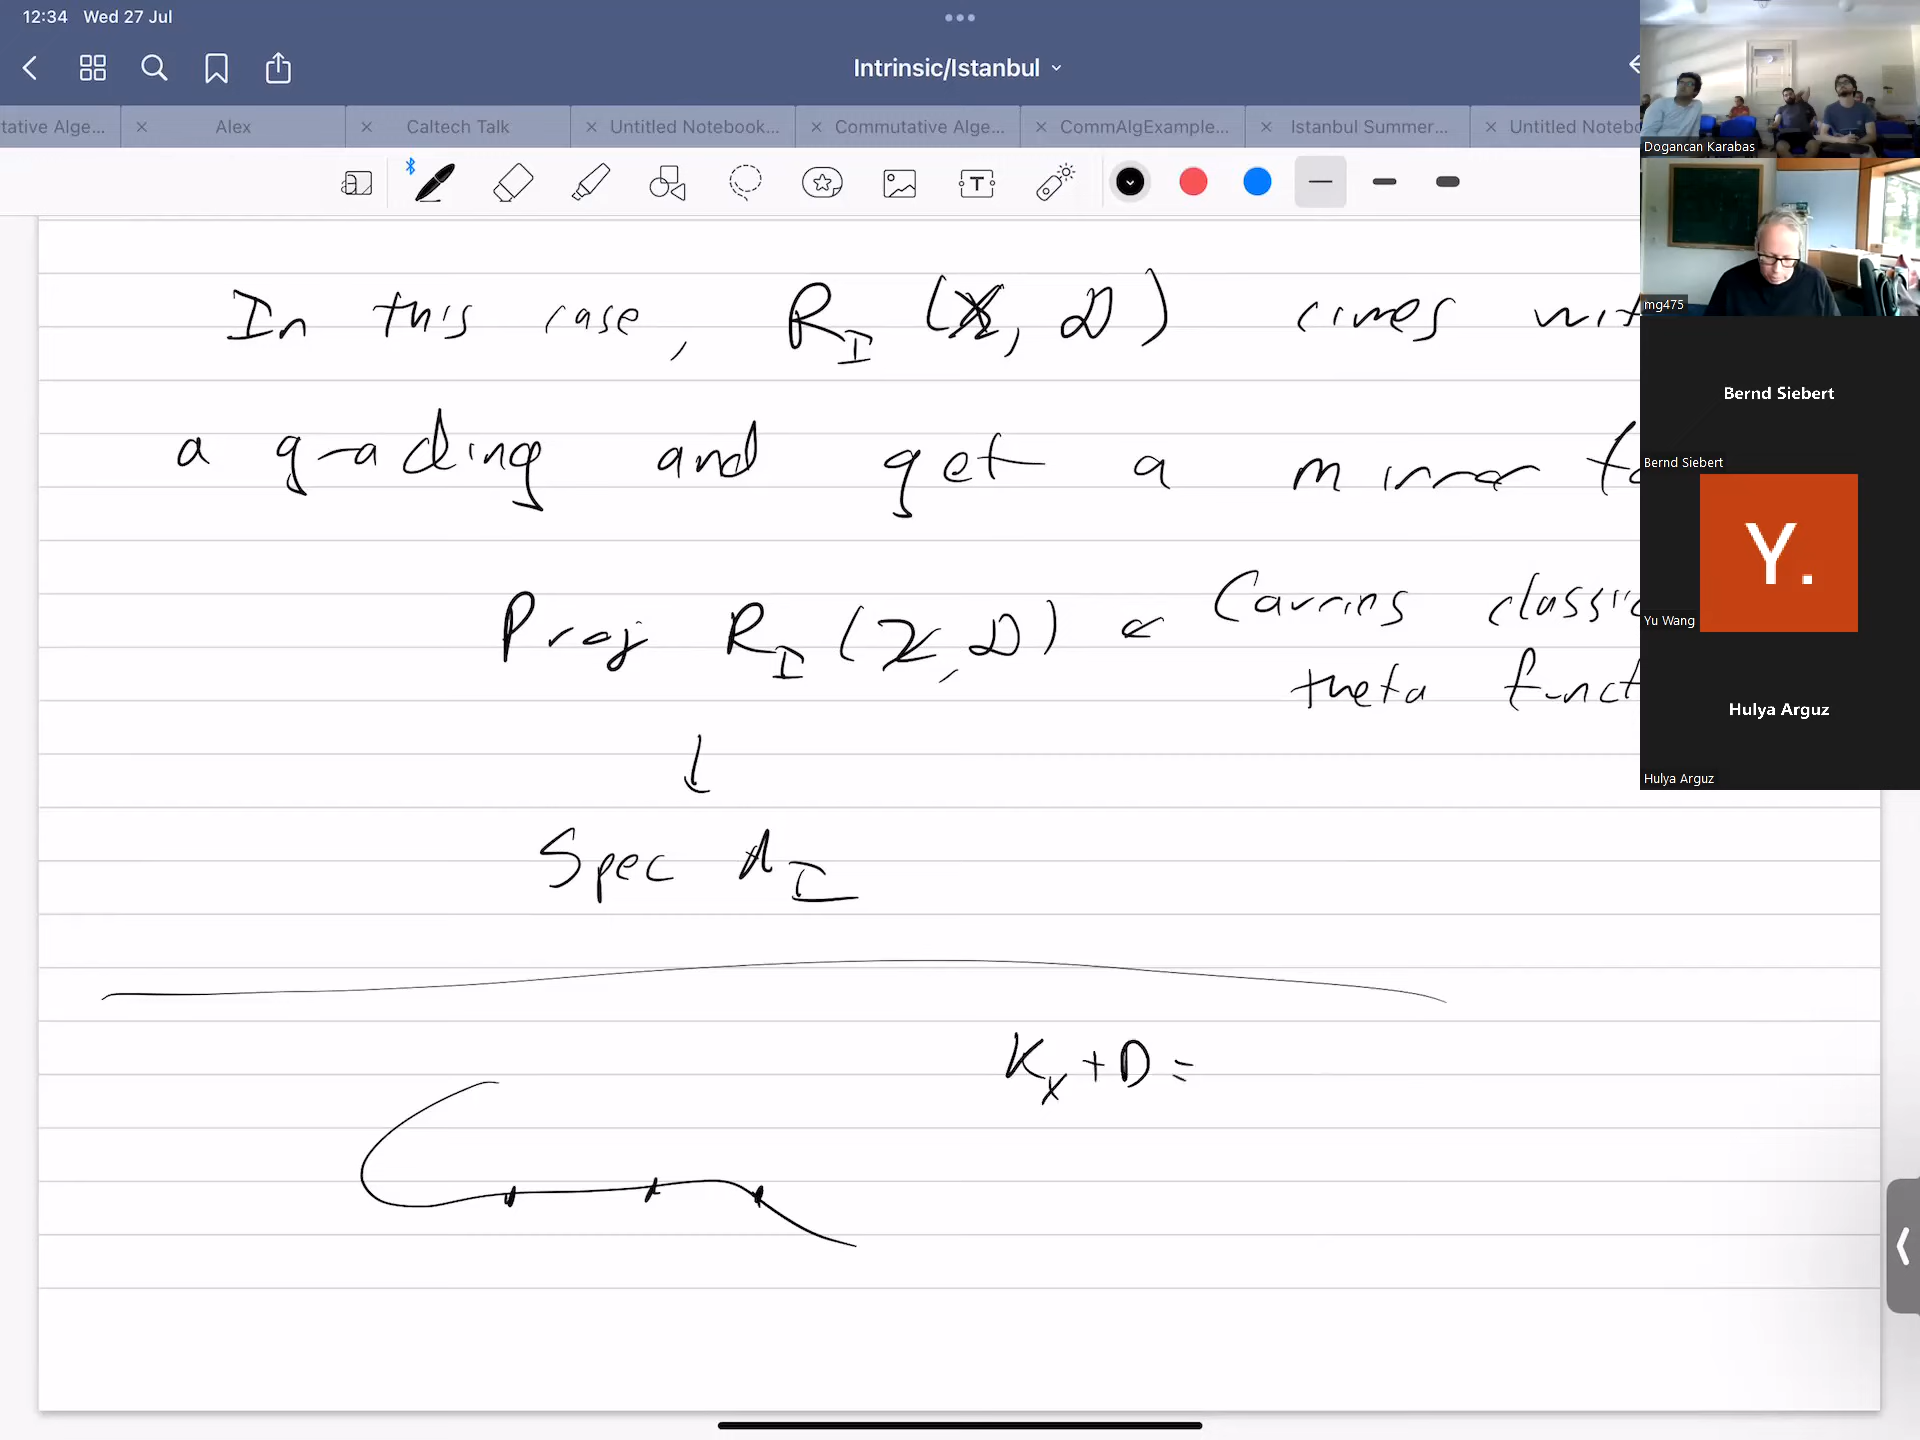 12:34 Wed 27 Jul
Intrinsic/Istanbul
tative Alge...
Alex
Caltech Talk
Untitled Notebook...
Commutative Alge...
CommAlgExample...
Istanbul Summer...
Untitled Notebo
In this case, R_I (X, D) comes wit
a grading and get a mirror fa
Proj R_I (X, D) ← Carries classic
theta funct
↓
Spec A_I
K_X + D =
Dogancan Karabas
mg475
Bernd Siebert
Bernd Siebert
Y.
Yu Wang
Hulya Arguz
Hulya Arguz